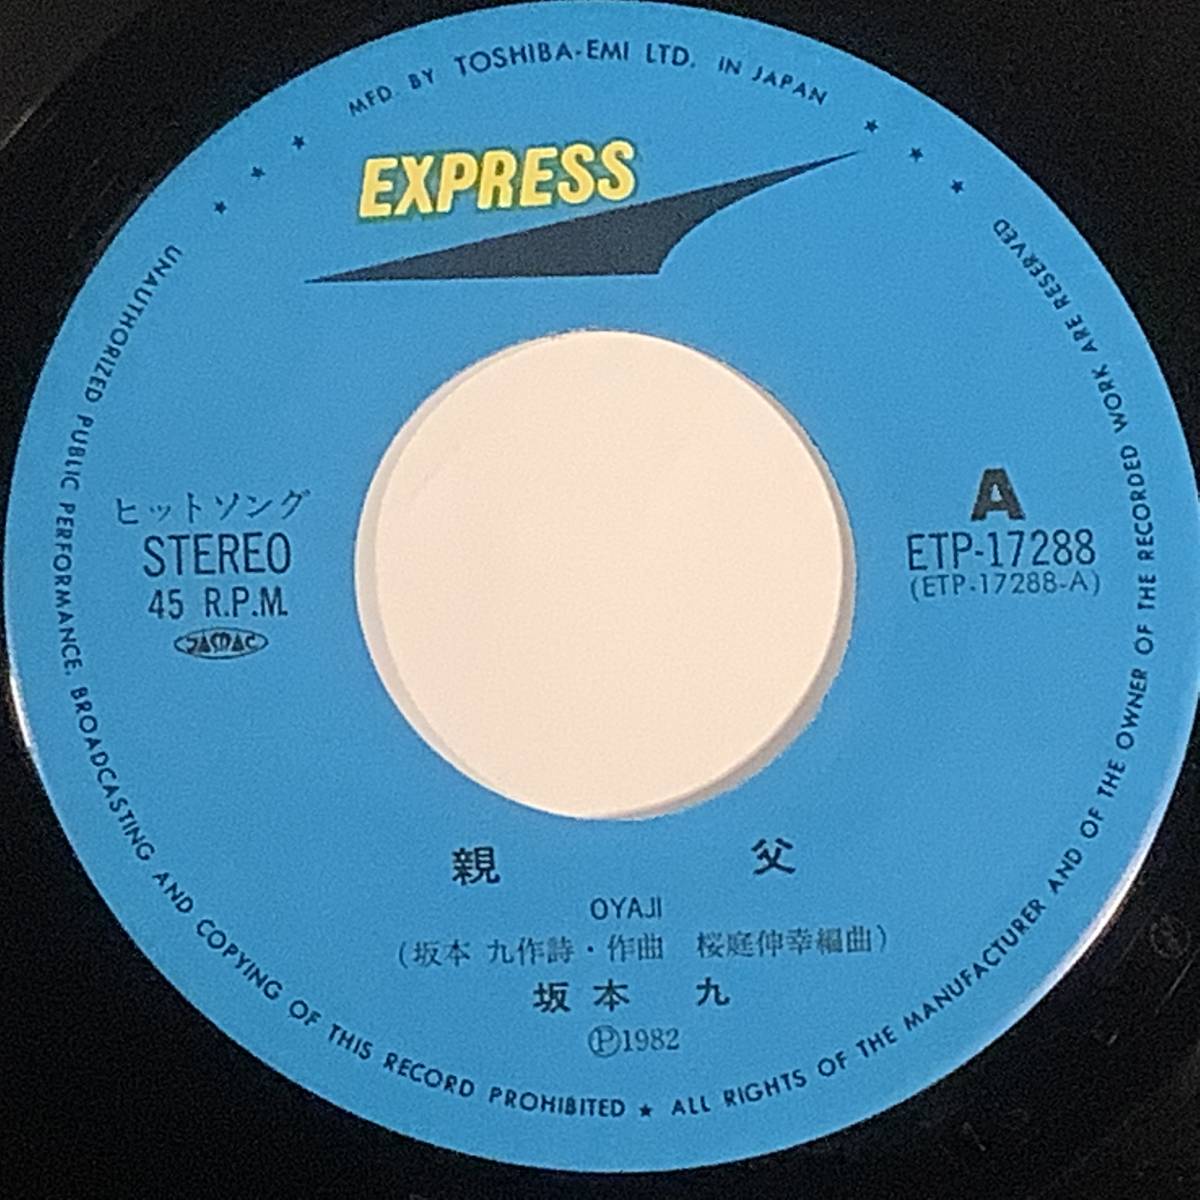 MFD. BY TOSHIBA-EMI LTD. IN JAPAN
EXPRESS
ヒットソング
STEREO
45 R.P.M.
JASRAC
A
ETP-17288
(ETP-17288-A)
親 父
OYAJI
(坂本 九作詩・作曲 桜庭伸幸編曲)
坂本 九
Ⓟ1982
UNAUTHORIZED PUBLIC PERFORMANCE, BROADCASTING AND COPYING OF THIS RECORD PROHIBITED ★ ALL RIGHTS OF THE MANUFACTURER AND OF THE OWNER OF THE RECORDED WORK ARE RESERVED